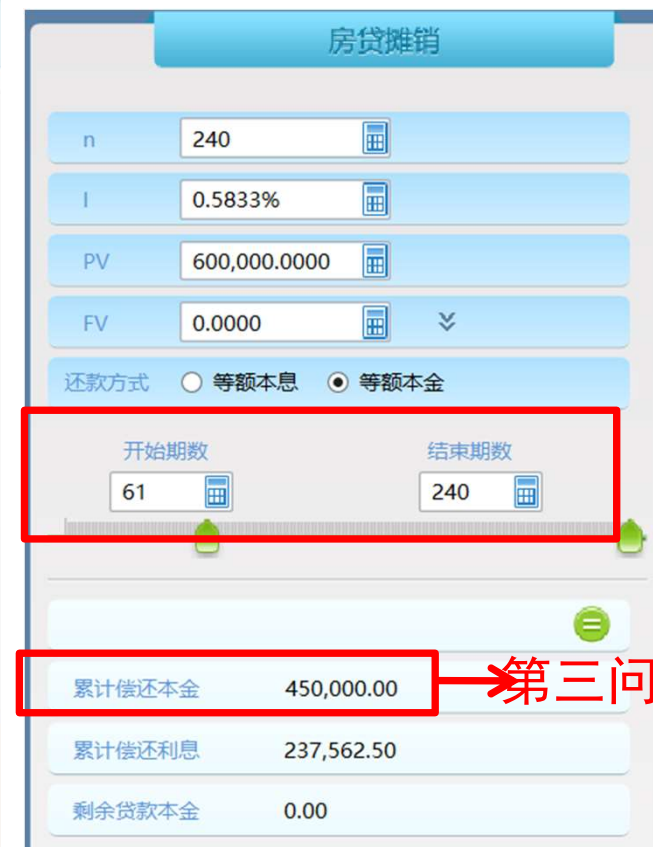 房贷摊销
n 240
I 0.5833%
PV 600,000.0000
FV 0.0000
还款方式 等额本息 等额本金
开始期数 结束期数
61 240
累计偿还本金 450,000.00 第三问
累计偿还利息 237,562.50
剩余贷款本金 0.00